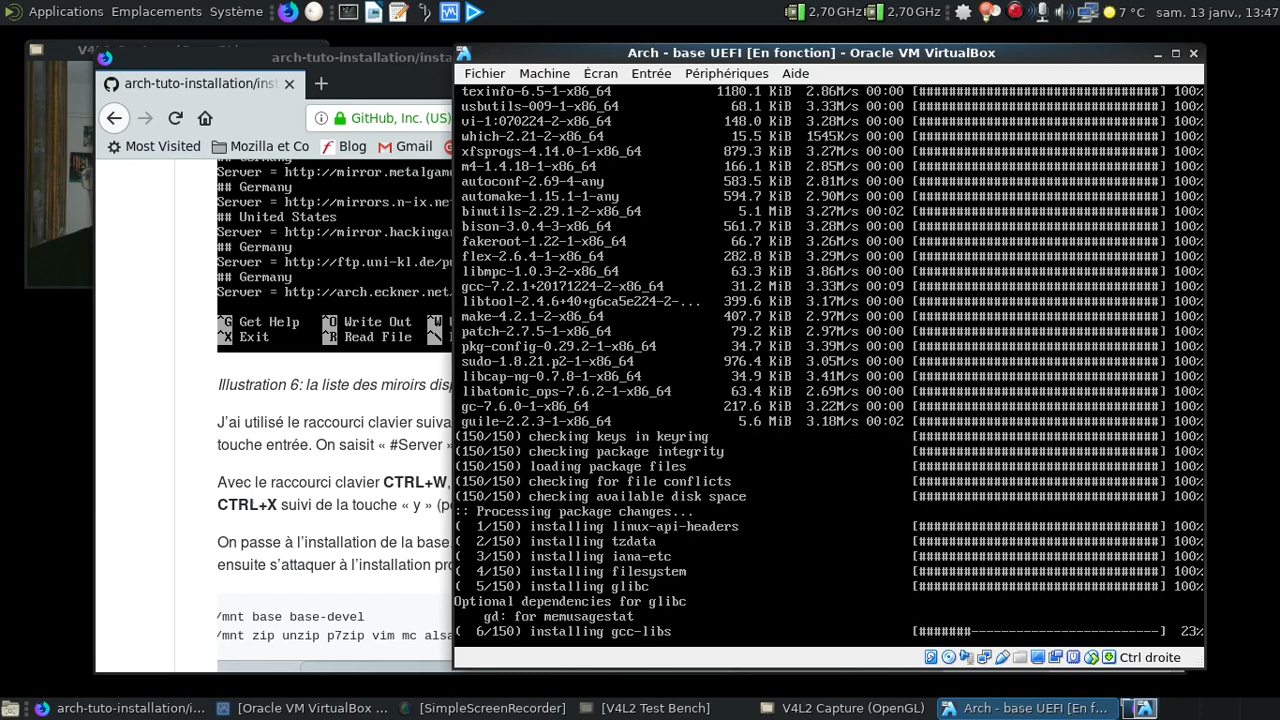 Applications Emplacements Système
2,70 GHz 2,70 GHz
7 °C sam. 13 janv., 13:47
arch-tuto-installation/insta
arch-tuto-installation/inst
GitHub, Inc. (US)
Most Visited Mozilla et Co Blog Gmail
Server = http://mirror.metalgam
## Germany
Server = http://mirrors.n-ix.ne
## United States
Server = http://mirror.hackinga
## Germany
Server = http://ftp.uni-kl.de/pu
## Germany
Server = http://arch.eckner.net/
^G Get Help ^O Write Out ^W
^X Exit ^R Read File ^\
Illustration 6: la liste des miroirs disp
J’ai utilisé le raccourci clavier suiva
touche entrée. On saisit « #Server »
Avec le raccourci clavier CTRL+W,
CTRL+X suivi de la touche « y » (po
On passe à l’installation de la base.
ensuite s’attaquer à l’installation pro
/mnt base base-devel
/mnt zip unzip p7zip vim mc alsa
Arch - base UEFI [En fonction] - Oracle VM VirtualBox
Fichier Machine Écran Entrée Périphériques Aide
texinfo-6.5-1-x86_64 1180.1 KiB 2.86M/s 00:00 [################################] 100%
usbutils-009-1-x86_64 68.1 KiB 3.33M/s 00:00 [################################] 100%
vi-1:070224-2-x86_64 148.0 KiB 3.28M/s 00:00 [################################] 100%
which-2.21-2-x86_64 15.5 KiB 1545K/s 00:00 [################################] 100%
xfsprogs-4.14.0-1-x86_64 879.3 KiB 3.27M/s 00:00 [################################] 100%
m4-1.4.18-1-x86_64 166.1 KiB 2.85M/s 00:00 [################################] 100%
autoconf-2.69-4-any 583.5 KiB 2.81M/s 00:00 [################################] 100%
automake-1.15.1-1-any 594.7 KiB 2.90M/s 00:00 [################################] 100%
binutils-2.29.1-2-x86_64 5.1 MiB 3.27M/s 00:02 [################################] 100%
bison-3.0.4-3-x86_64 561.7 KiB 3.28M/s 00:00 [################################] 100%
fakeroot-1.22-1-x86_64 66.7 KiB 3.26M/s 00:00 [################################] 100%
flex-2.6.4-1-x86_64 282.8 KiB 3.29M/s 00:00 [################################] 100%
libmpc-1.0.3-2-x86_64 63.3 KiB 3.86M/s 00:00 [################################] 100%
gcc-7.2.1+20171224-2-x86_64 31.2 MiB 3.33M/s 00:09 [################################] 100%
libtool-2.4.6+40+g6ca5e224-2-... 399.6 KiB 3.17M/s 00:00 [################################] 100%
make-4.2.1-2-x86_64 407.7 KiB 2.97M/s 00:00 [################################] 100%
patch-2.7.5-1-x86_64 79.2 KiB 2.97M/s 00:00 [################################] 100%
pkg-config-0.29.2-1-x86_64 34.7 KiB 3.39M/s 00:00 [################################] 100%
sudo-1.8.21.p2-1-x86_64 976.4 KiB 3.05M/s 00:00 [################################] 100%
libcap-ng-0.7.8-1-x86_64 34.9 KiB 3.41M/s 00:00 [################################] 100%
libatomic_ops-7.6.2-1-x86_64 63.4 KiB 2.69M/s 00:00 [################################] 100%
gc-7.6.0-1-x86_64 217.6 KiB 3.22M/s 00:00 [################################] 100%
guile-2.2.3-1-x86_64 5.6 MiB 3.18M/s 00:02 [################################] 100%
(150/150) checking keys in keyring [################################] 100%
(150/150) checking package integrity [################################] 100%
(150/150) loading package files [################################] 100%
(150/150) checking for file conflicts [################################] 100%
(150/150) checking available disk space [################################] 100%
:: Processing package changes...
( 1/150) installing linux-api-headers [################################] 100%
( 2/150) installing tzdata [################################] 100%
( 3/150) installing iana-etc [################################] 100%
( 4/150) installing filesystem [################################] 100%
( 5/150) installing glibc [################################] 100%
Optional dependencies for glibc
gd: for memusagestat
( 6/150) installing gcc-libs [#######-------------------------] 23%
Ctrl droite
arch-tuto-installation/i... [Oracle VM VirtualBox ... [SimpleScreenRecorder] [V4L2 Test Bench] V4L2 Capture (OpenGL) Arch - base UEFI [En f...